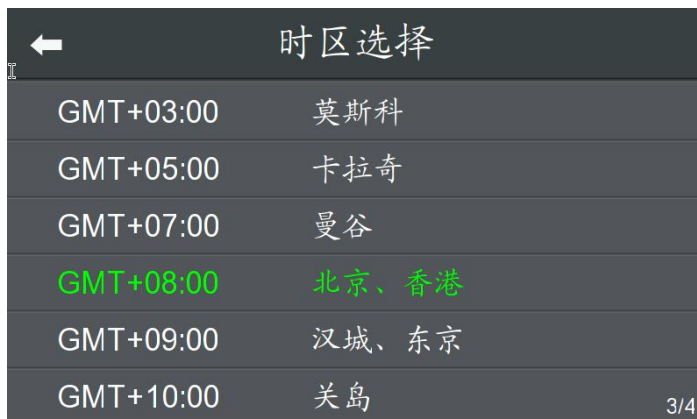 时区选择
GMT+03:00 莫斯科
GMT+05:00 卡拉奇
GMT+07:00 曼谷
GMT+08:00 北京、香港
GMT+09:00 汉城、东京
GMT+10:00 关岛
3/4